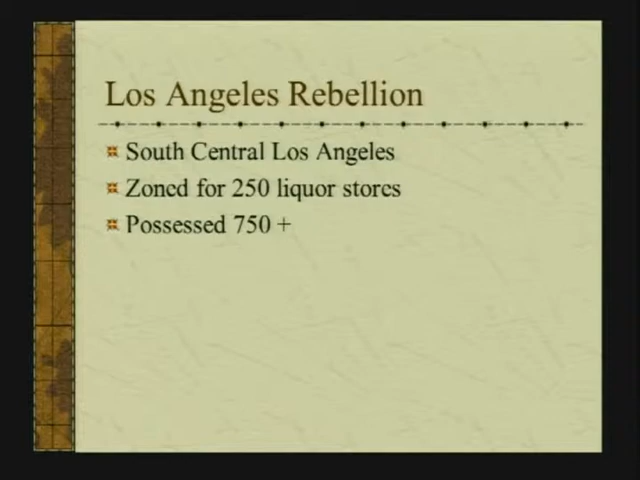 Los Angeles Rebellion
South Central Los Angeles
Zoned for 250 liquor stores
Possessed 750 +